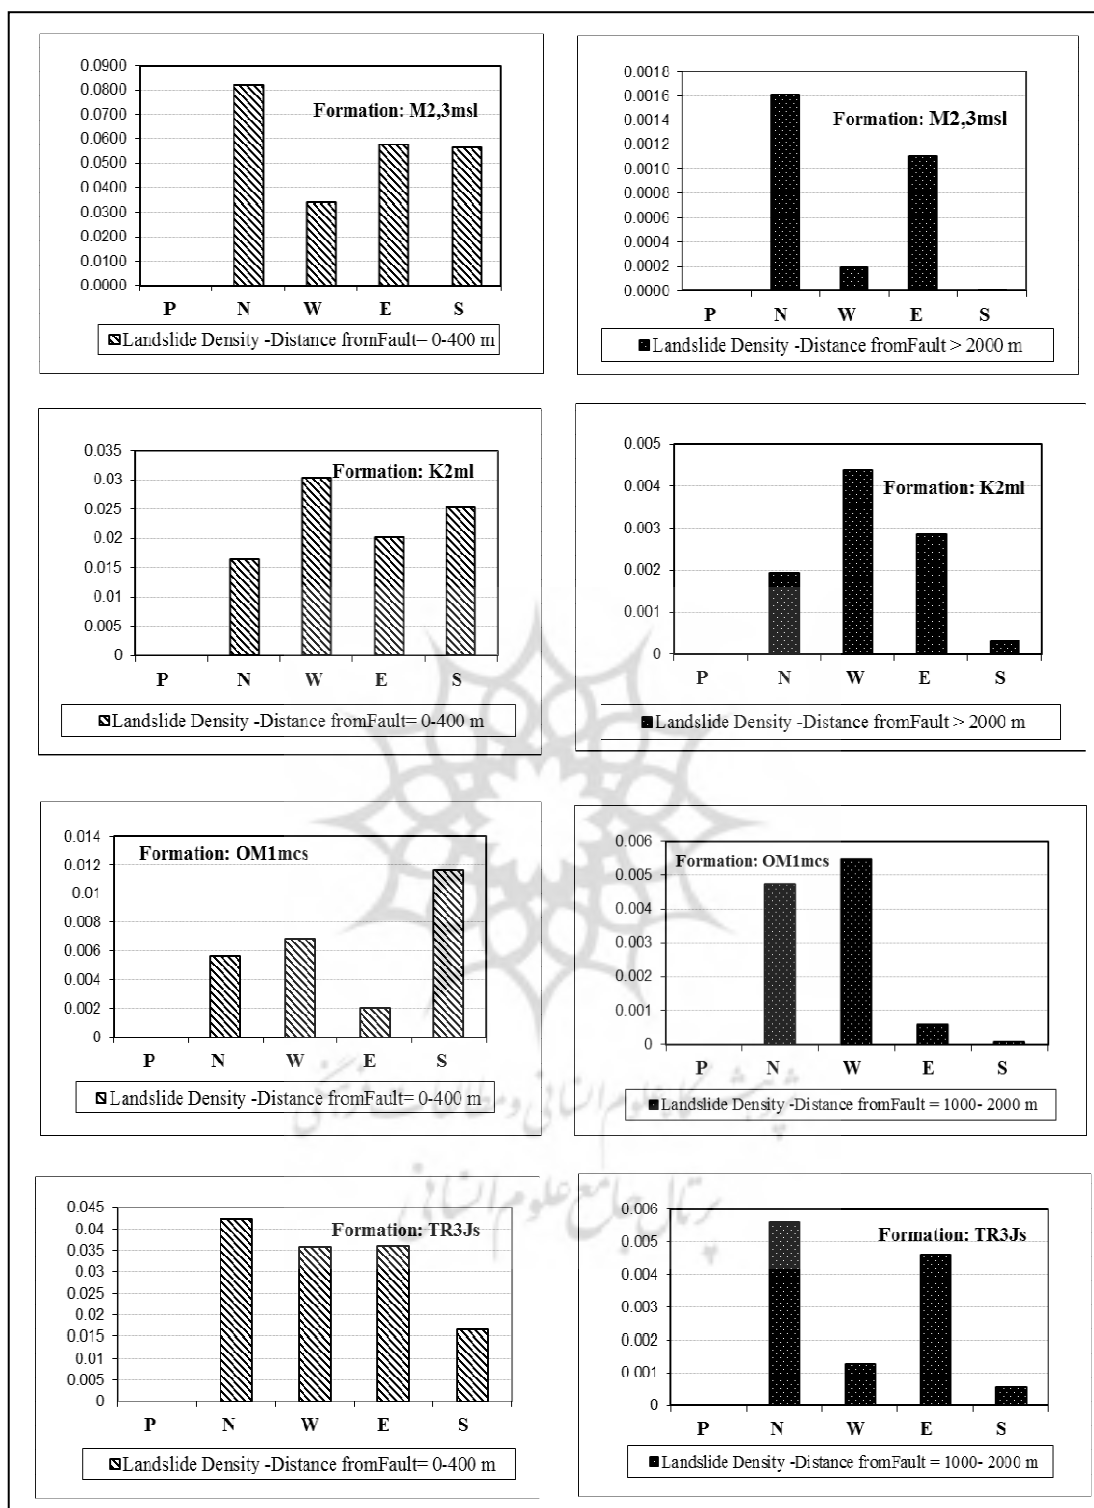 0.0900
0.0800
0.0700
0.0600
0.0500
0.0400
0.0300
0.0200
0.0100
0.0000
Formation: M2,3msl
P N W E S
Landslide Density -Distance fromFault= 0-400 m
0.0018
0.0016
0.0014
0.0012
0.0010
0.0008
0.0006
0.0004
0.0002
0.0000
Formation: M2,3msl
P N W E S
Landslide Density -Distance fromFault > 2000 m
0.035
0.03
0.025
0.02
0.015
0.01
0.005
0
Formation: K2ml
P N W E S
Landslide Density -Distance fromFault= 0-400 m
0.005
0.004
0.003
0.002
0.001
0
Formation: K2ml
P N W E S
Landslide Density -Distance fromFault > 2000 m
0.014
0.012
0.01
0.008
0.006
0.004
0.002
0
Formation: OM1mcs
P N W E S
Landslide Density -Distance fromFault= 0-400 m
0.006
0.005
0.004
0.003
0.002
0.001
0
Formation: OM1mcs
P N W E S
Landslide Density -Distance fromFault = 1000- 2000 m
پژوهشگاه علوم انسانی و مطالعات فرهنگی
پرتال جامع علوم انسانی
0.045
0.04
0.035
0.03
0.025
0.02
0.015
0.01
0.005
0
Formation: TR3Js
P N W E S
Landslide Density -Distance fromFault= 0-400 m
0.006
0.005
0.004
0.003
0.002
0.001
0
Formation: TR3Js
P N W E S
Landslide Density -Distance fromFault = 1000- 2000 m